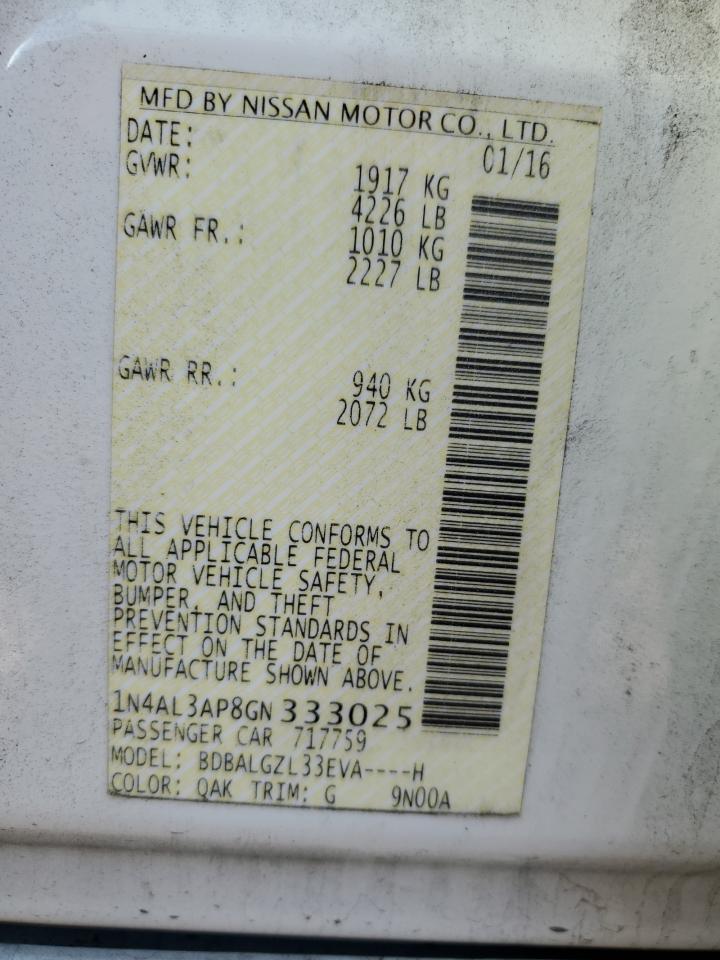 MFD BY NISSAN MOTOR CO., LTD.
DATE: 01/16
GVWR: 1917 KG
4226 LB
GAWR FR.: 1010 KG
2227 LB
GAWR RR.: 940 KG
2072 LB
THIS VEHICLE CONFORMS TO
ALL APPLICABLE FEDERAL
MOTOR VEHICLE SAFETY,
BUMPER, AND THEFT
PREVENTION STANDARDS IN
EFFECT ON THE DATE OF
MANUFACTURE SHOWN ABOVE.
1N4AL3AP8GN 333025
PASSENGER CAR 717759
MODEL: BDBALGZL33EVA----H
COLOR: QAK TRIM: G 9N00A